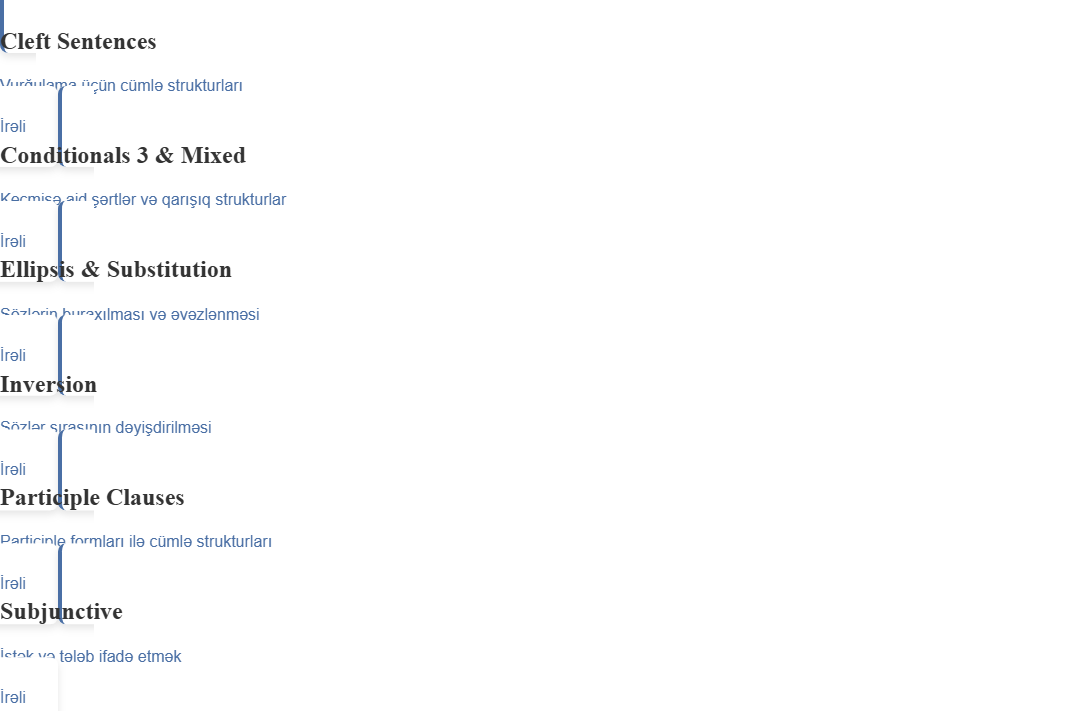 Cleft Sentences
Vurğulama üçün cümlə strukturları
İrəli
Conditionals 3 & Mixed
Keçmişə aid şərtlər və qarışıq strukturlar
İrəli
Ellipsis & Substitution
Sözlərin buraxılması və əvəzlənməsi
İrəli
Inversion
Sözlər sırasının dəyişdirilməsi
İrəli
Participle Clauses
Participle formları ilə cümlə strukturları
İrəli
Subjunctive
İstək və tələb ifadə etmək
İrəli